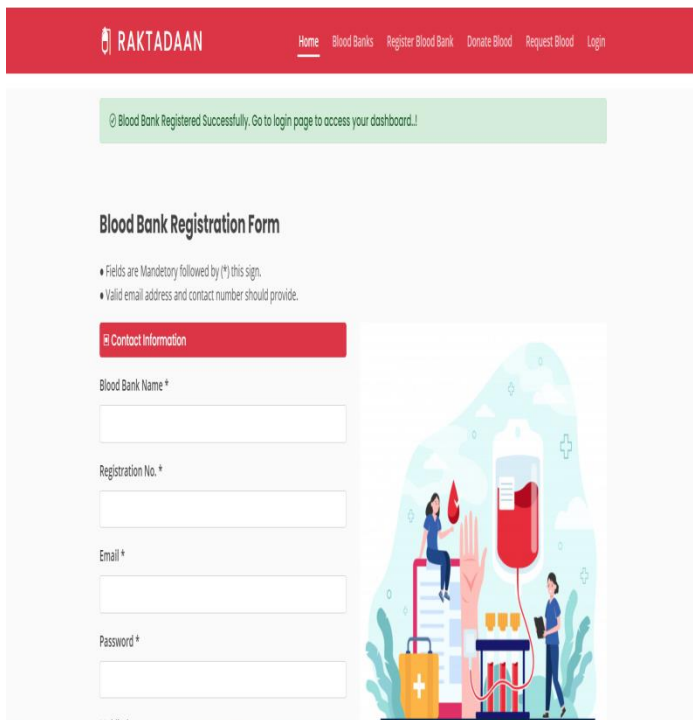 RAKTADAAN
Home Blood Banks Register Blood Bank Donate Blood Request Blood Login
Blood Bank Registered Successfully. Go to login page to access your dashboard..!
Blood Bank Registration Form
● Fields are Mandetory followed by (*) this sign.
● Valid email address and contact number should provide.
Contact Information
Blood Bank Name *
Registration No. *
Email *
Password *